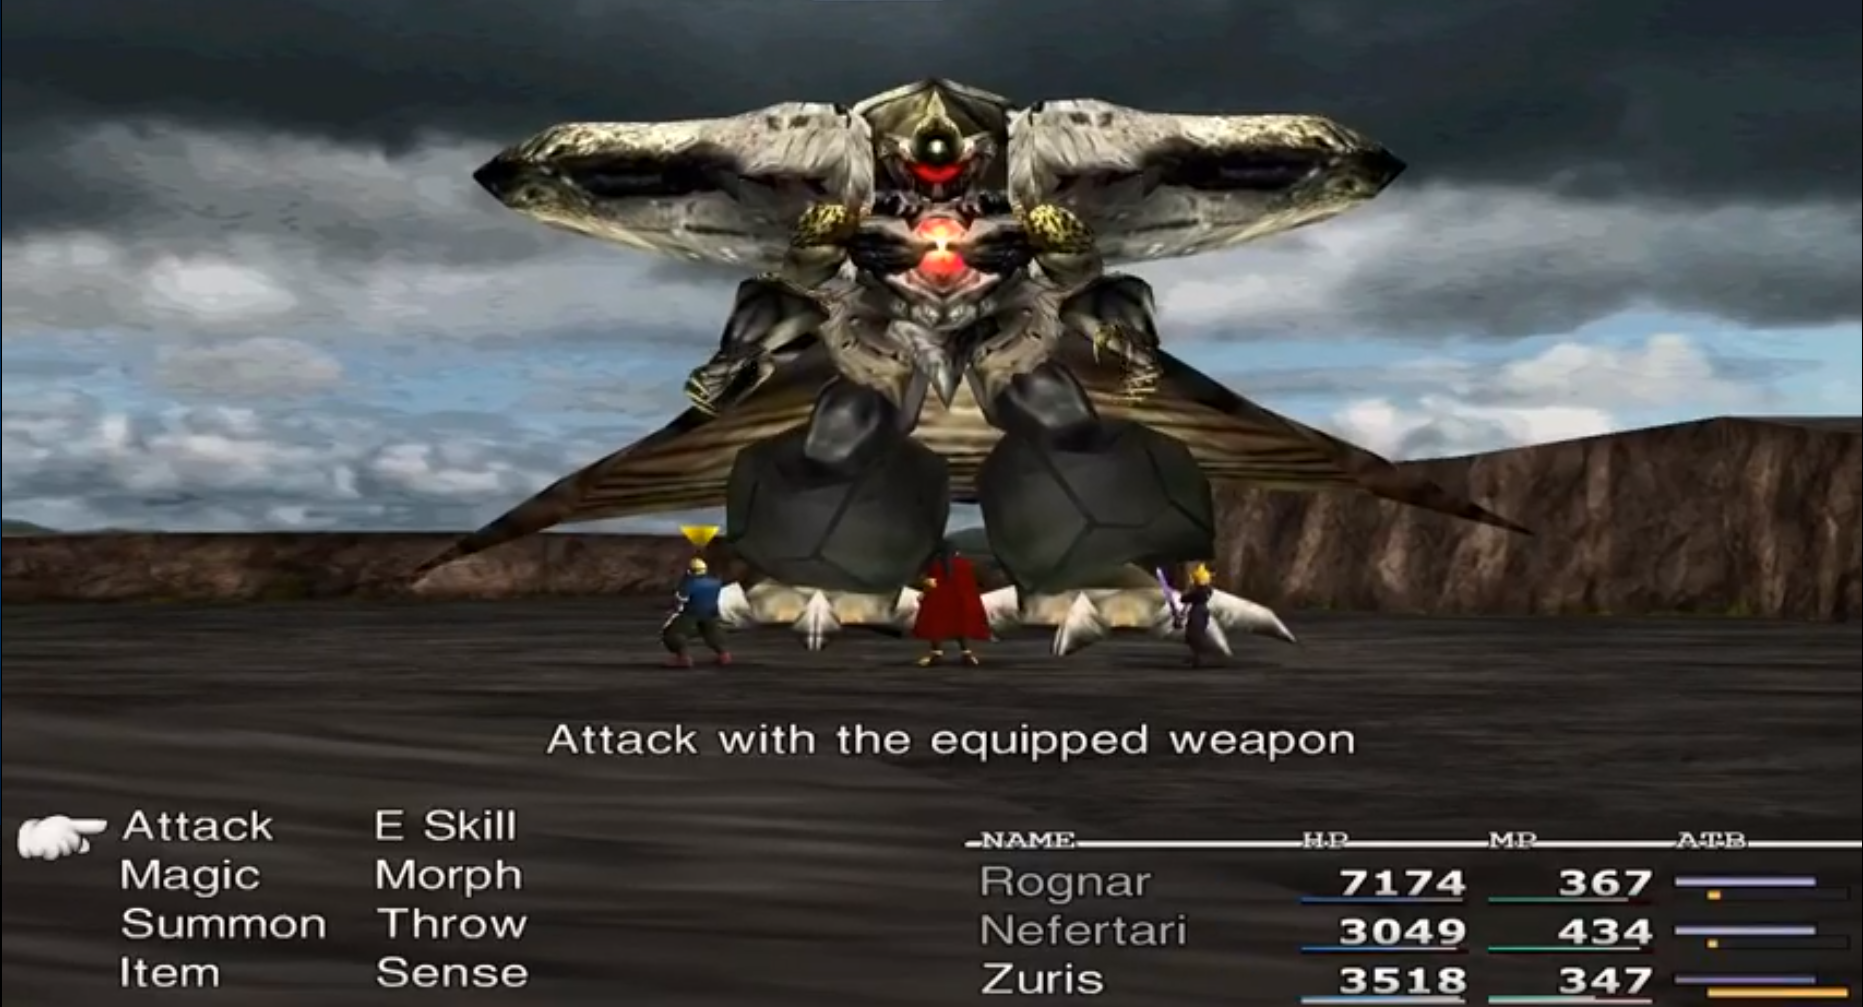 Attack with the equipped weapon
Attack E Skill
Magic Morph
Summon Throw
Item Sense
NAME HP MP ATB
Rognar 7174 367
Nefertari 3049 434
Zuris 3518 347